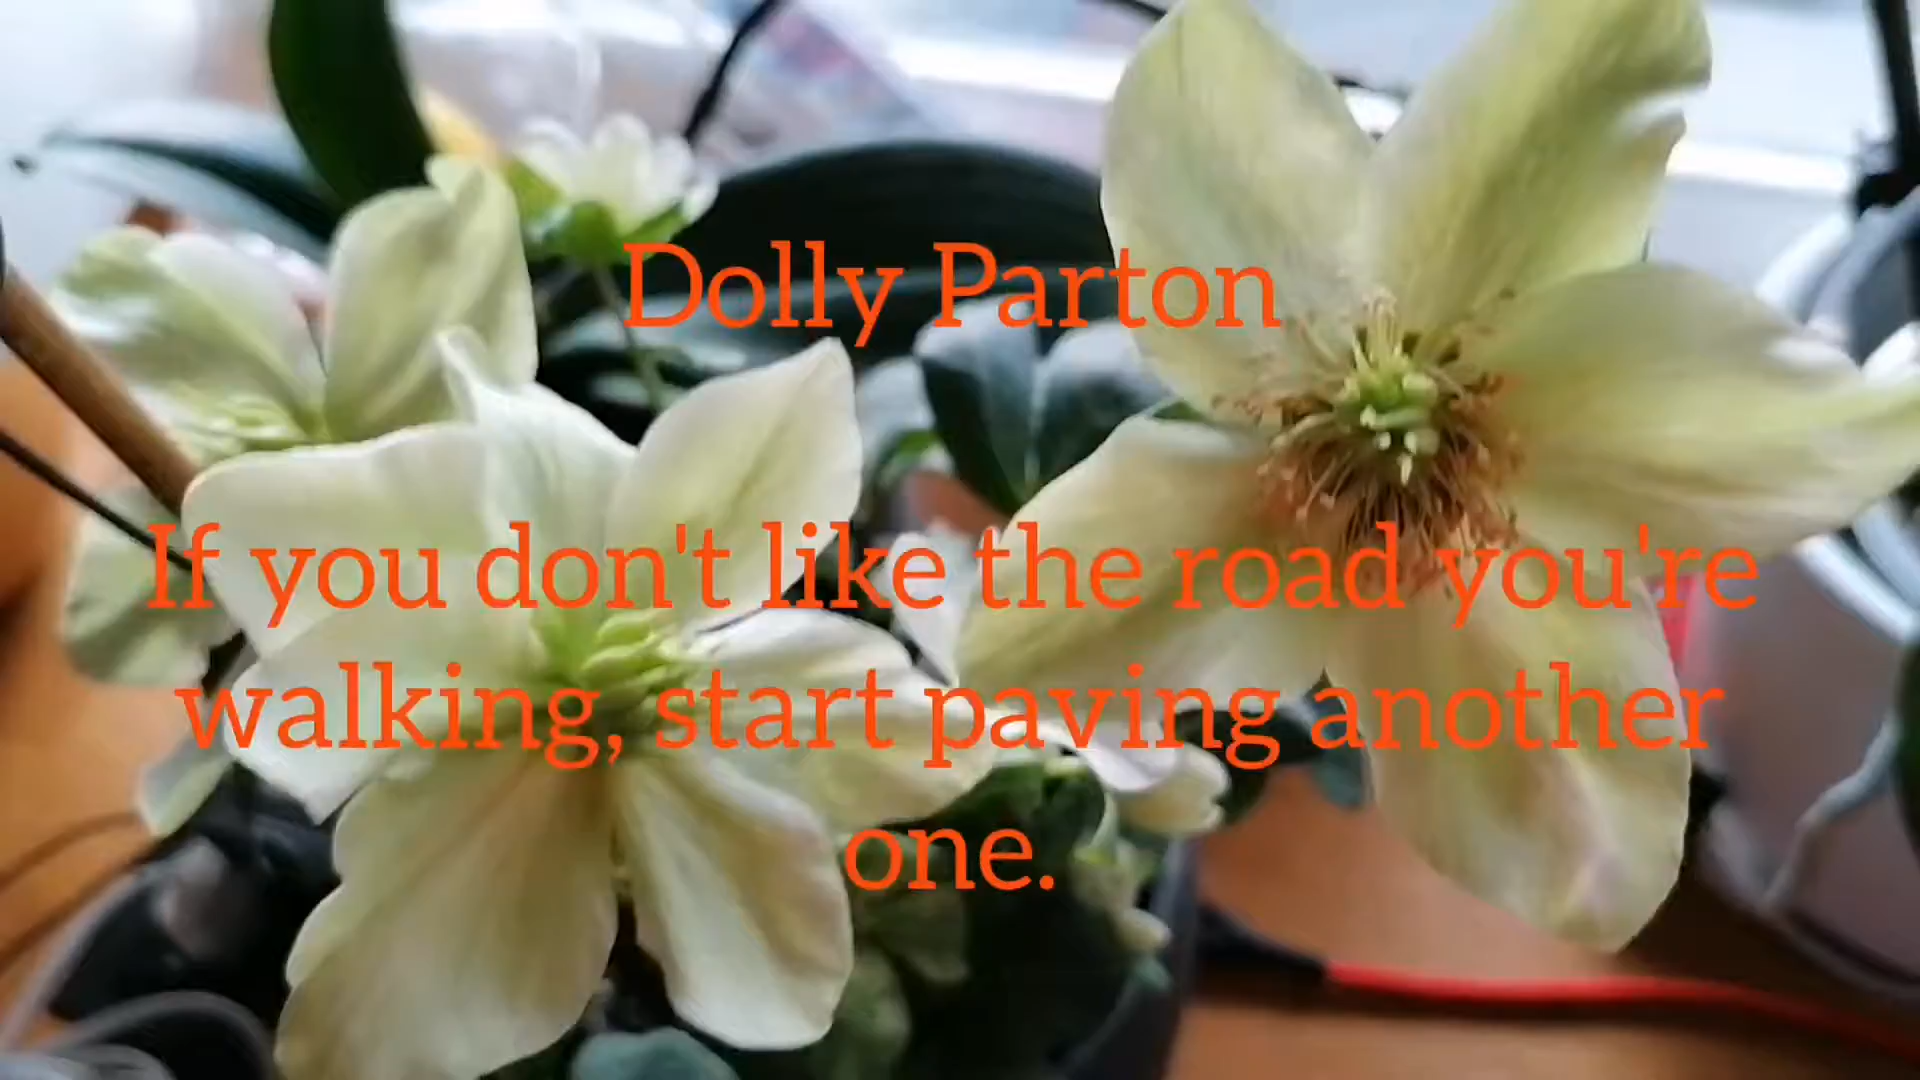 Dolly Parton
If you don't like the road you're
walking, start paving another
one.